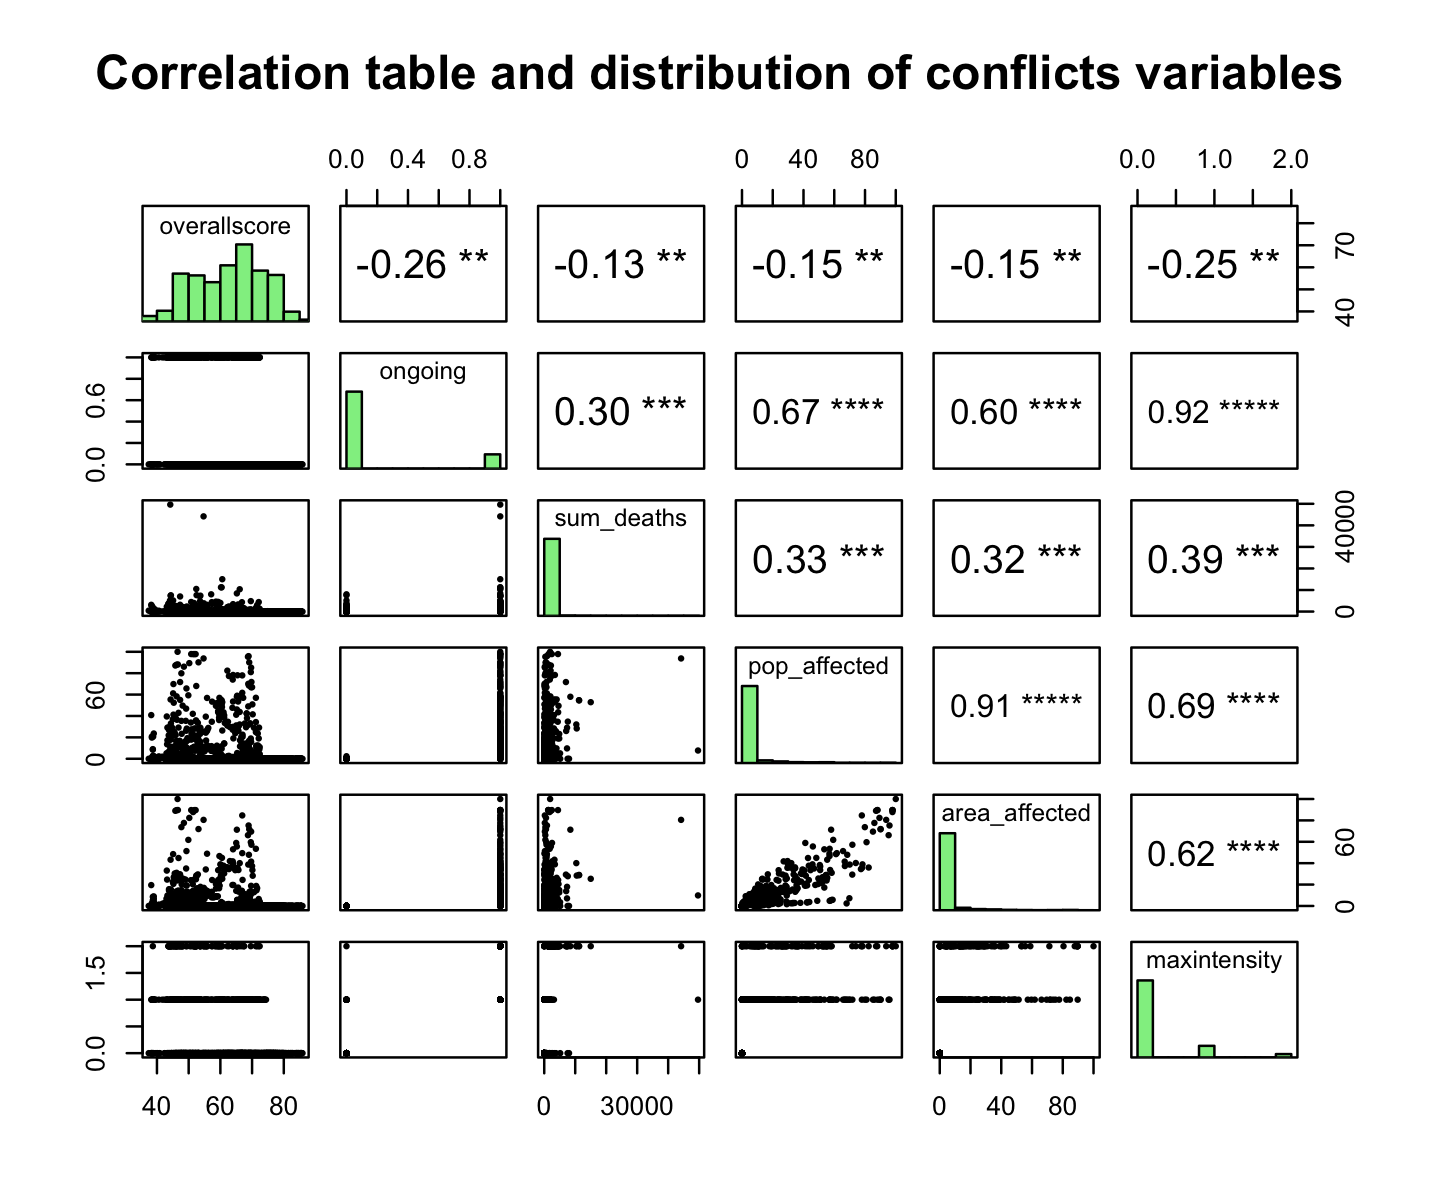 Correlation table and distribution of conflicts variables
0.0 0.4 0.8 0 40 80 0.0 1.0 2.0
overallscore -0.26 ** -0.13 ** -0.15 ** -0.15 ** -0.25 ** 40 70
0.0 0.6 ongoing 0.30 *** 0.67 **** 0.60 **** 0.92 *****
sum_deaths 0.33 *** 0.32 *** 0.39 *** 0 40000
0 60 pop_affected 0.91 ***** 0.69 ****
area_affected 0.62 **** 0 60
0.0 1.5 maxintensity
40 60 80 0 30000 0 40 80